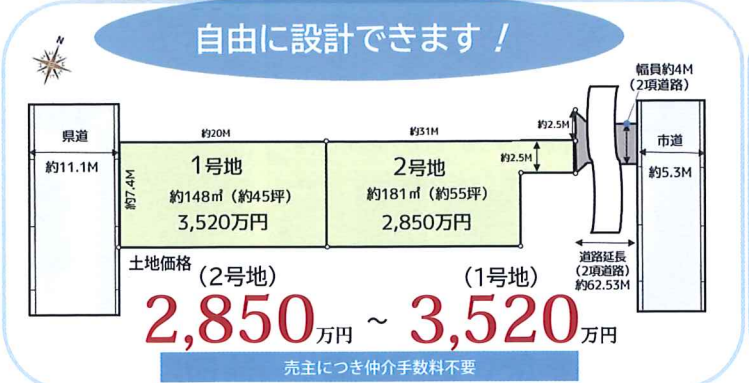 自由に設計できます！
N
幅員約4M
（2項道路）
県道
約11.1M
約20M
約31M
約2.5M
約2.5M
約7.4M
1号地
約148㎡（約45坪）
3,520万円
2号地
約181㎡（約55坪）
2,850万円
市道
約5.3M
道路延長
（2項道路）
約62.53M
土地価格
（2号地）
（1号地）
2,850万円 ～ 3,520万円
売主につき仲介手数料不要